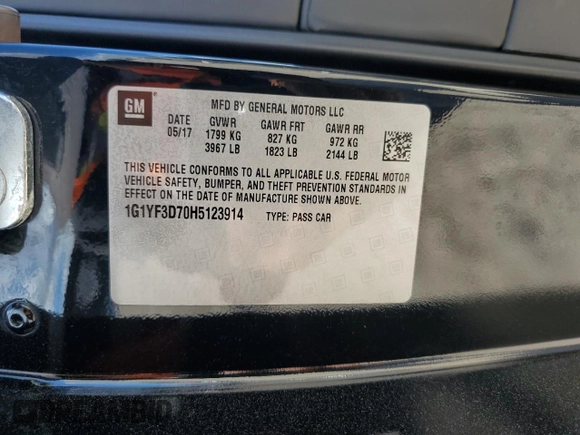 GM ®
MFD BY GENERAL MOTORS LLC
DATE GVWR GAWR FRT GAWR RR
05/17 1799 KG 827 KG 972 KG
3967 LB 1823 LB 2144 LB
THIS VEHICLE CONFORMS TO ALL APPLICABLE U.S. FEDERAL MOTOR
VEHICLE SAFETY, BUMPER, AND THEFT PREVENTION STANDARDS IN
EFFECT ON THE DATE OF MANUFACTURE SHOWN ABOVE.
1G1YF3D70H5123914 TYPE: PASS CAR
DREAMBID